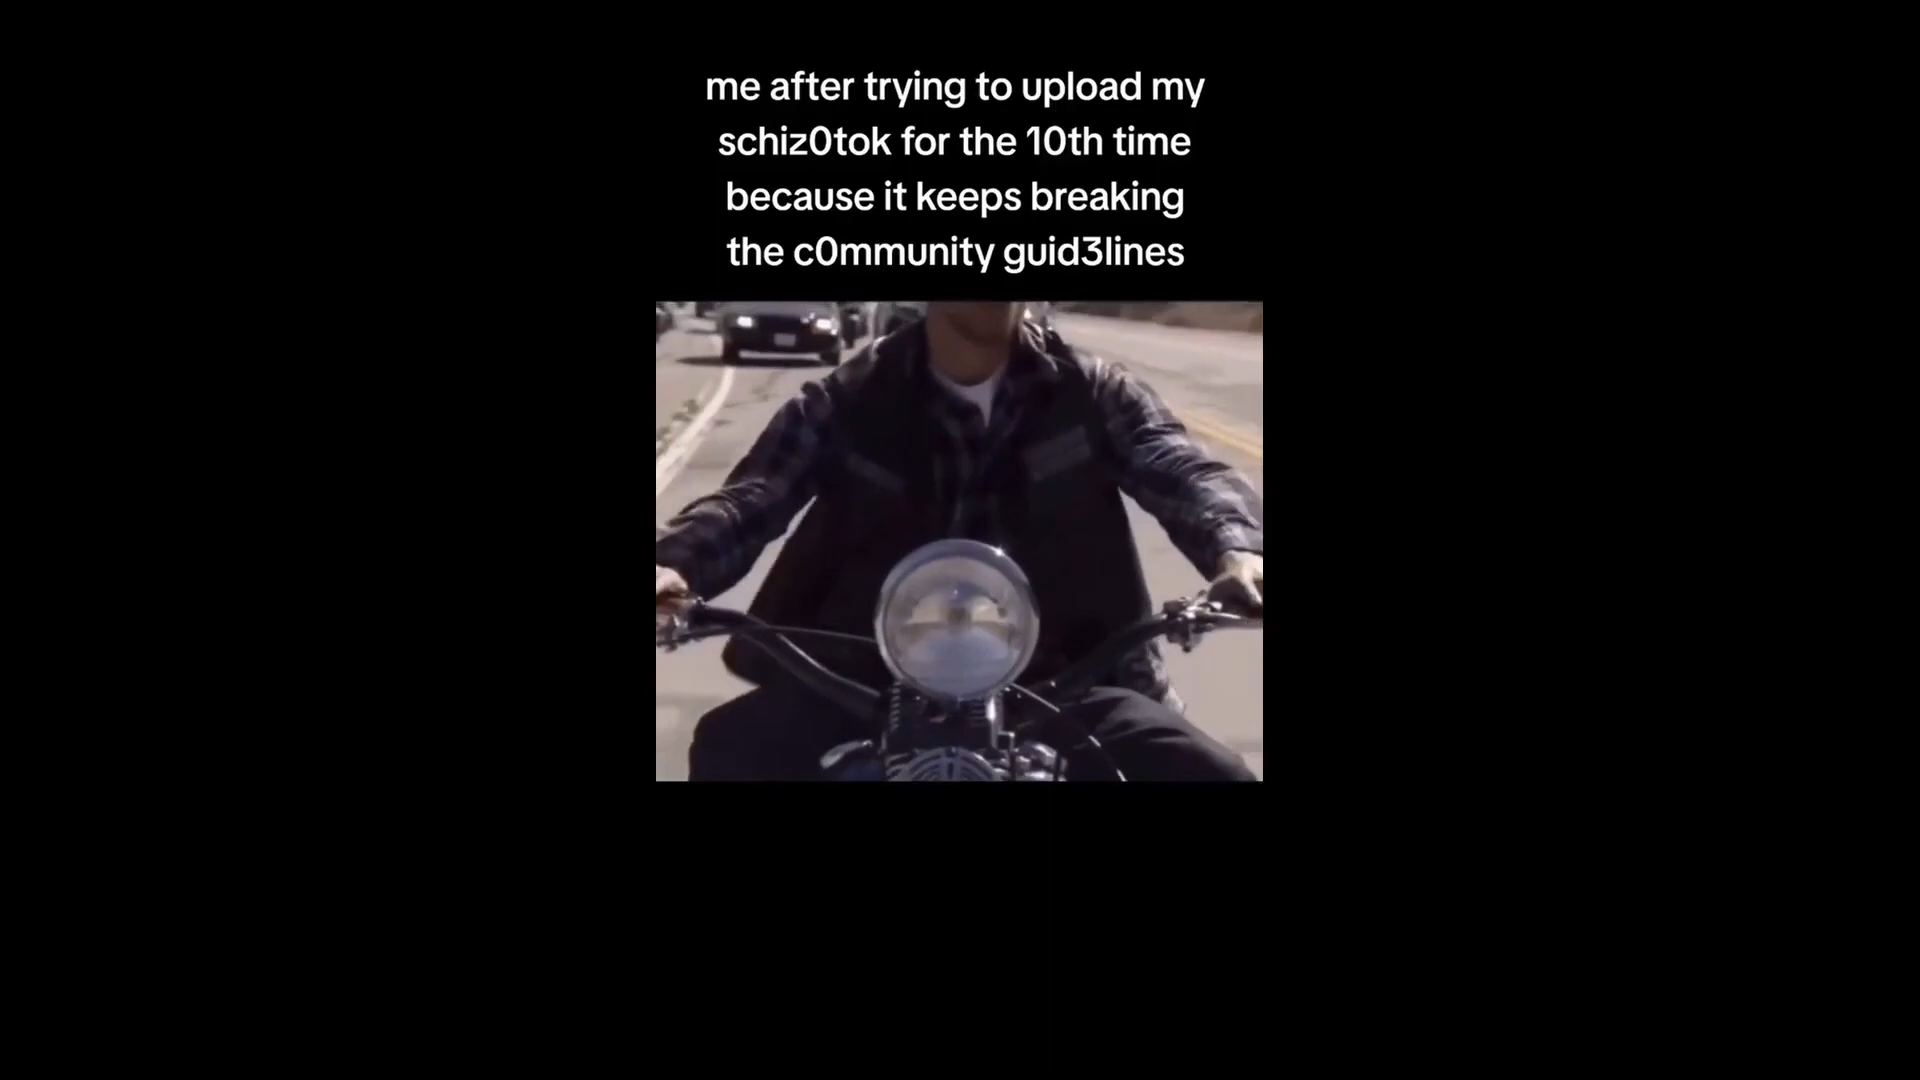 me after trying to upload my
schiz0tok for the 10th time
because it keeps breaking
the c0mmunity guid3lines